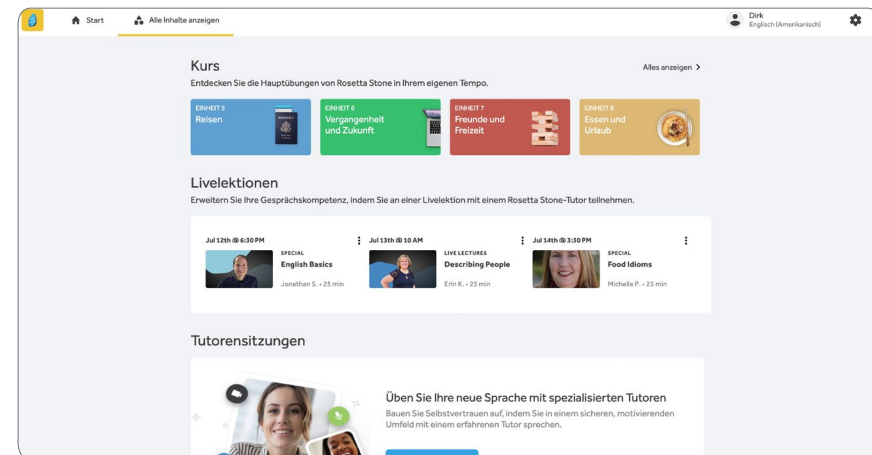 Start
Alle Inhalte anzeigen
Dirk
Englisch (Amerikanisch)
Kurs
Alles anzeigen >
Entdecken Sie die Hauptübungen von Rosetta Stone in Ihrem eigenen Tempo.
EINHEIT 5
Reisen
EINHEIT 6
Vergangenheit
und Zukunft
EINHEIT 7
Freunde und
Freizeit
EINHEIT 8
Essen und
Urlaub
Livelektionen
Erweitern Sie Ihre Gesprächskompetenz, indem Sie an einer Livelektion mit einem Rosetta Stone-Tutor teilnehmen.
Jul 12th @ 6:30 PM
SPECIAL
English Basics
Jonathan S. • 25 min
Jul 13th @ 10 AM
LIVE LECTURES
Describing People
Erin K. • 25 min
Jul 14th @ 3:30 PM
SPECIAL
Food Idioms
Michelle P. • 25 min
Tutorensitzungen
Üben Sie Ihre neue Sprache mit spezialisierten Tutoren
Bauen Sie Selbstvertrauen auf, indem Sie in einem sicheren, motivierenden
Umfeld mit einem erfahrenen Tutor sprechen.